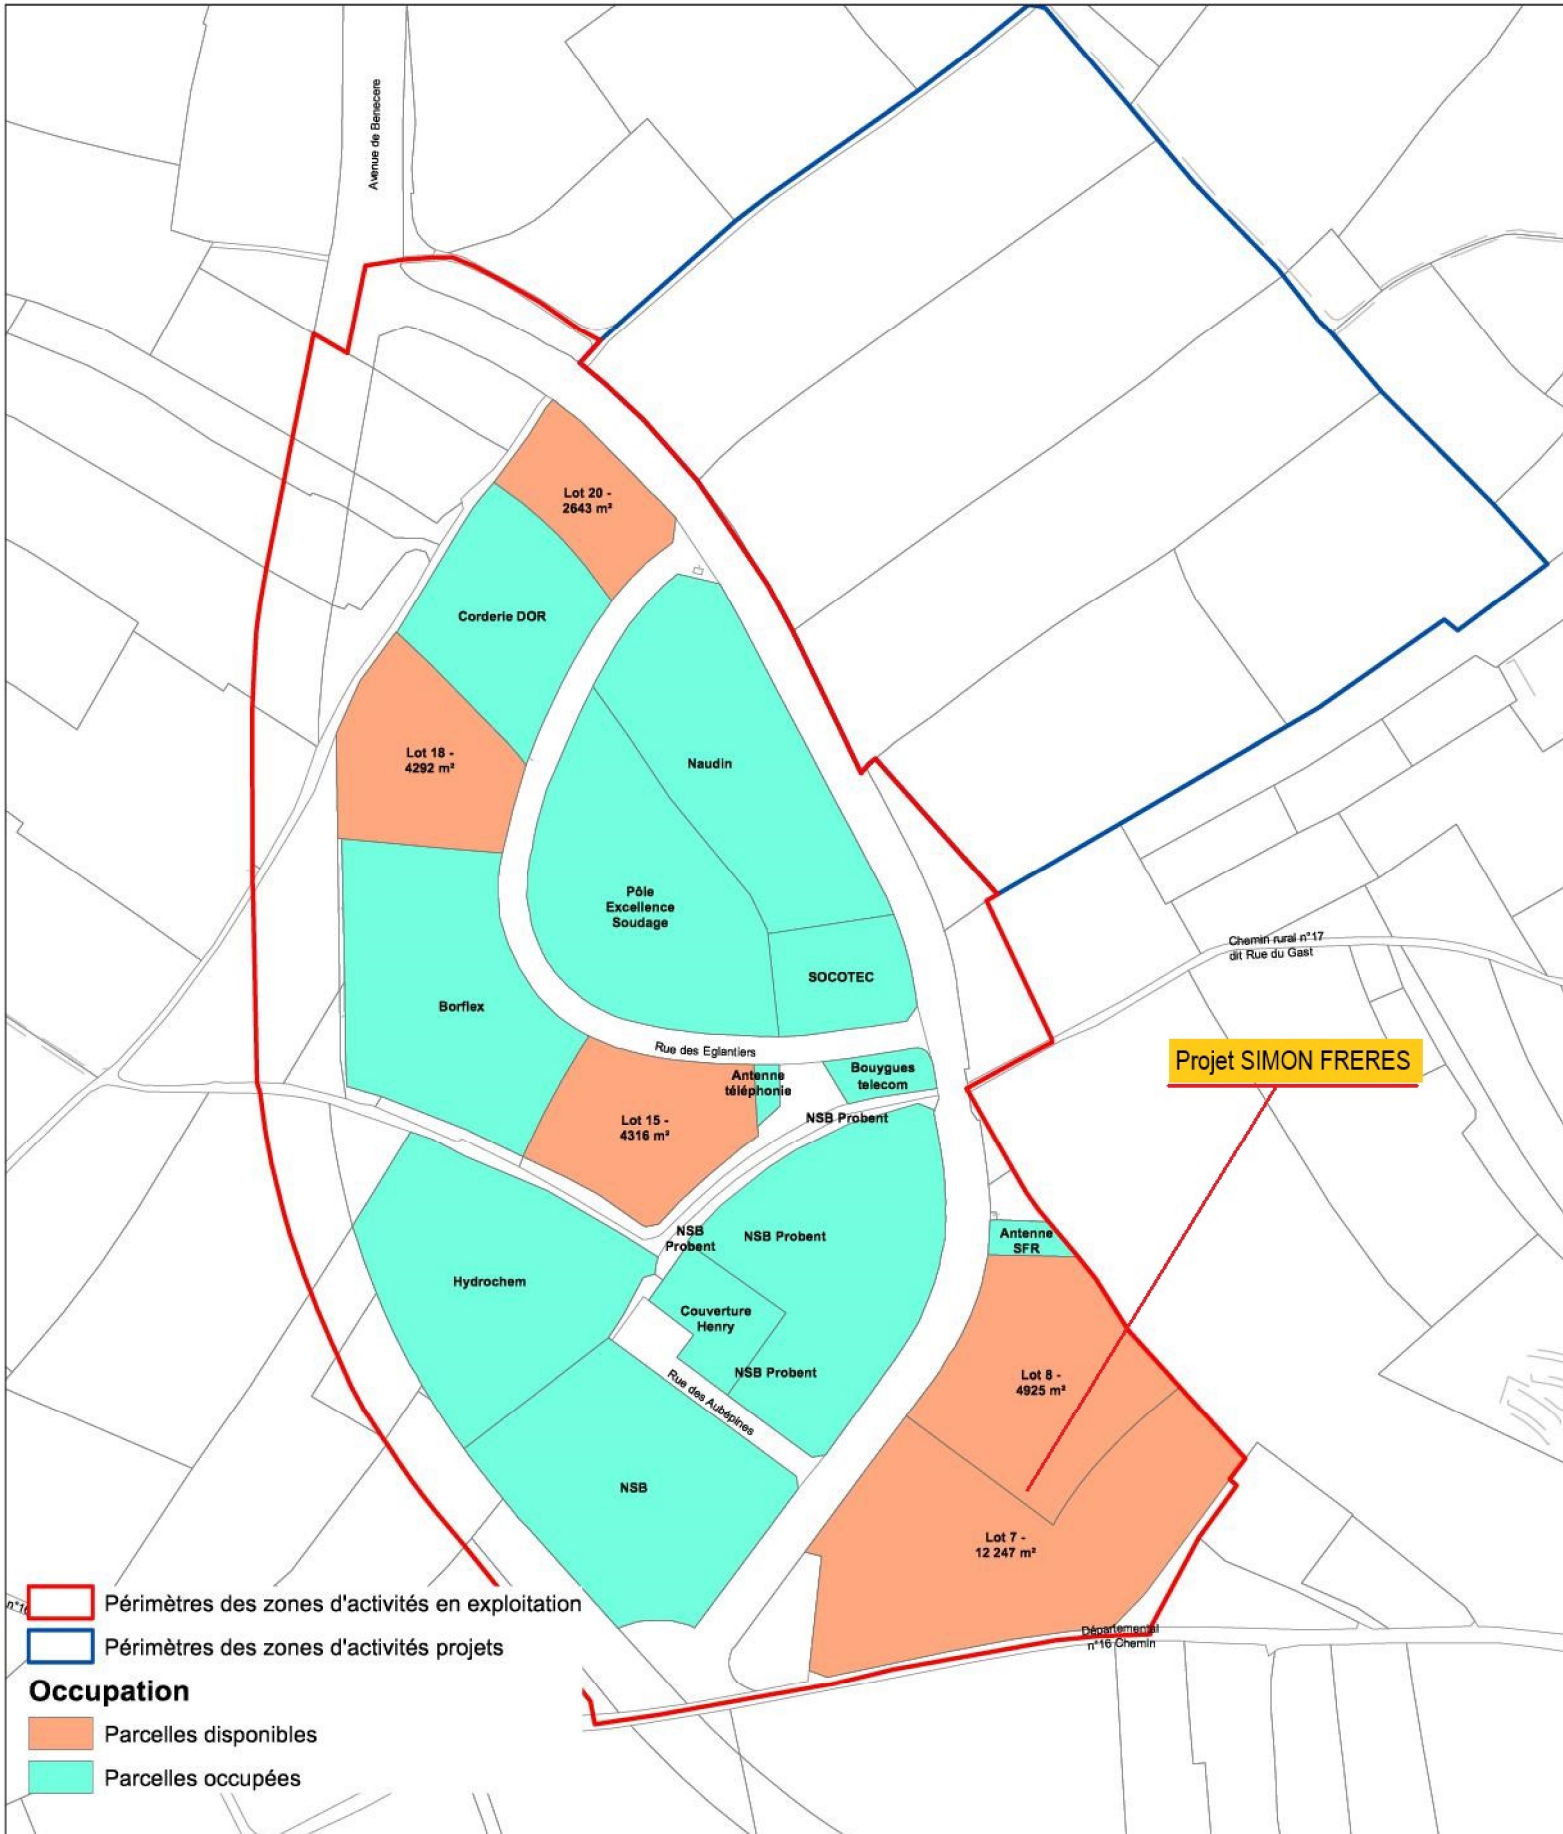 Avenue de Benecere
Lot 20 -
2643 m²
Corderie DOR
Lot 18 -
4292 m²
Naudin
Pôle
Excellence
Soudage
SOCOTEC
Chemin rural n°17
dit Rue du Gast
Borflex
Rue des Eglantiers
Projet SIMON FRERES
Antenne
téléphonie
Bouygues
telecom
Lot 15 -
4316 m²
NSB Probent
NSB
Probent
NSB Probent
Antenne
SFR
Hydrochem
Couverture
Henry
NSB Probent
Lot 8 -
4925 m²
Rue des Aubépines
NSB
Lot 7 -
12 247 m²
Départemental
n°16 Chemin
n°16
Périmètres des zones d'activités en exploitation
Périmètres des zones d'activités projets
Occupation
Parcelles disponibles
Parcelles occupées